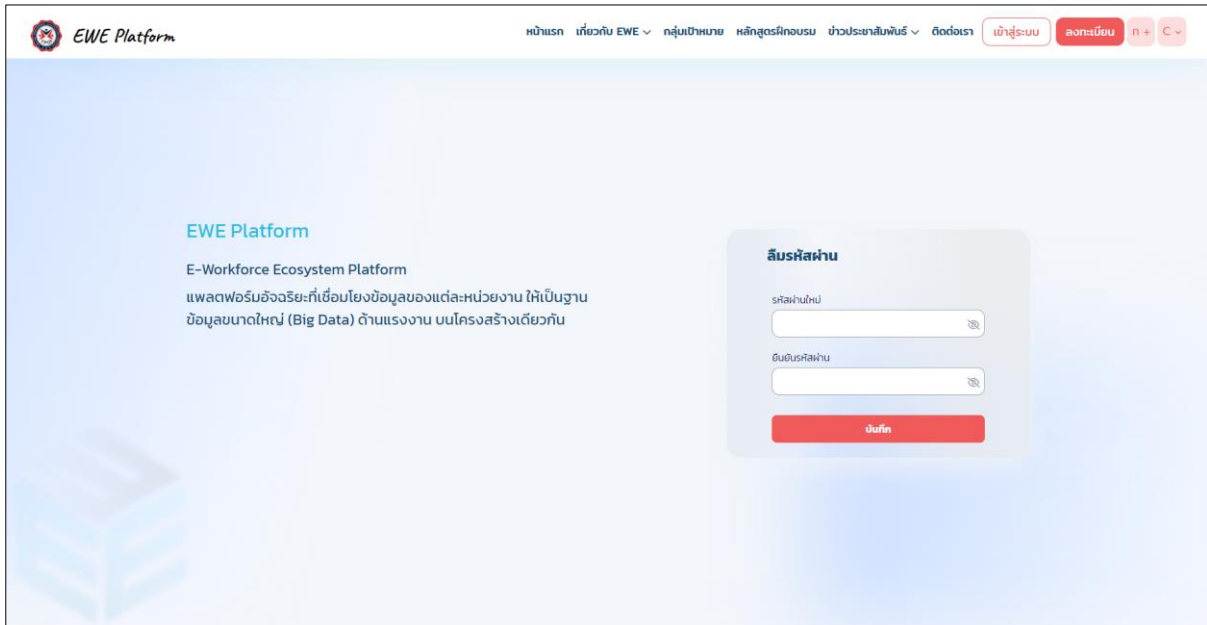 EWE Platform
หน้าแรก เกี่ยวกับ EWE กลุ่มเป้าหมาย หลักสูตรฝึกอบรม ข่าวประชาสัมพันธ์ ติดต่อเรา เข้าสู่ระบบ ลงทะเบียน ก + C
EWE Platform
E-Workforce Ecosystem Platform
แพลตฟอร์มอัจฉริยะที่เชื่อมโยงข้อมูลของแต่ละหน่วยงาน ให้เป็นฐาน
ข้อมูลขนาดใหญ่ (Big Data) ด้านแรงงาน บนโครงสร้างเดียวกัน
ลืมรหัสผ่าน
รหัสผ่านใหม่
ยืนยันรหัสผ่าน
บันทึก